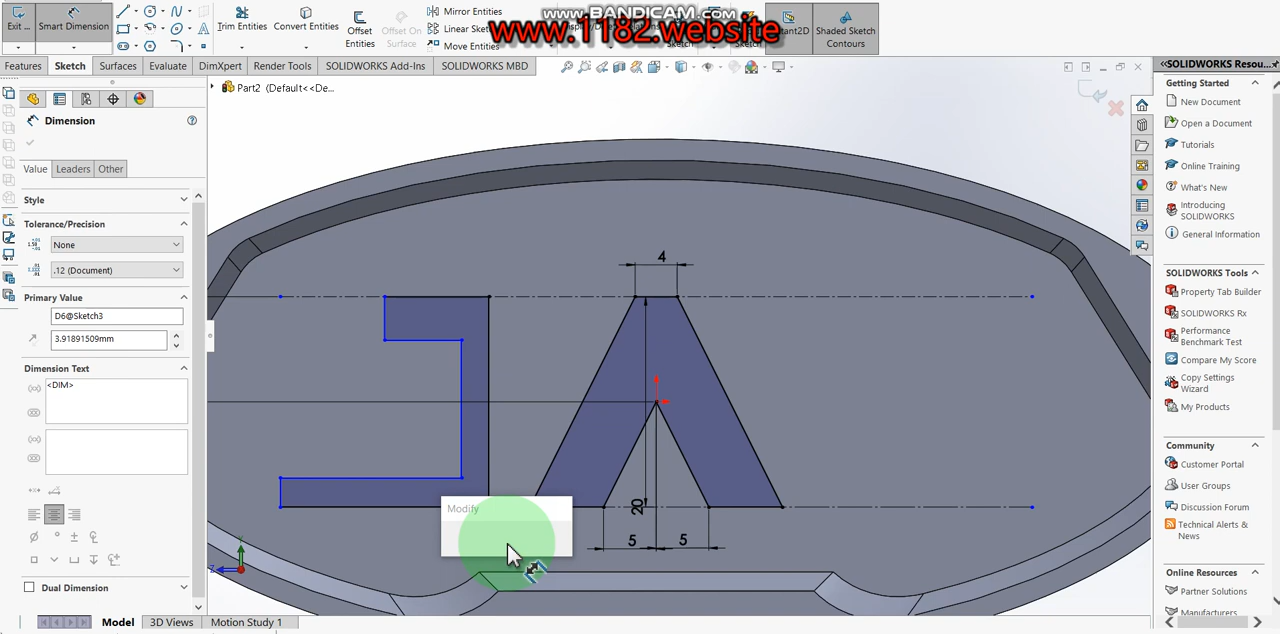 www.BANDICAM.com
www.1182.website
Exit ...
Smart Dimension
Trim Entities
Convert Entities
Offset Entities
Offset On Surface
Mirror Entities
Linear Sketch
Move Entities
Shaded Sketch Contours
Features
Sketch
Surfaces
Evaluate
DimXpert
Render Tools
SOLIDWORKS Add-Ins
SOLIDWORKS MBD
Part2 (Default<<De...
Dimension
Value
Leaders
Other
Style
Tolerance/Precision
None
.12 (Document)
Primary Value
D6@Sketch3
3.91891509mm
Dimension Text
<DIM>
Dual Dimension
4
20
5
5
Modify
Model
3D Views
Motion Study 1
SOLIDWORKS Resou...
Getting Started
New Document
Open a Document
Tutorials
Online Training
What's New
Introducing SOLIDWORKS
General Information
SOLIDWORKS Tools
Property Tab Builder
SOLIDWORKS Rx
Performance Benchmark Test
Compare My Score
Copy Settings Wizard
My Products
Community
Customer Portal
User Groups
Discussion Forum
Technical Alerts & News
Online Resources
Partner Solutions
Manufacturers